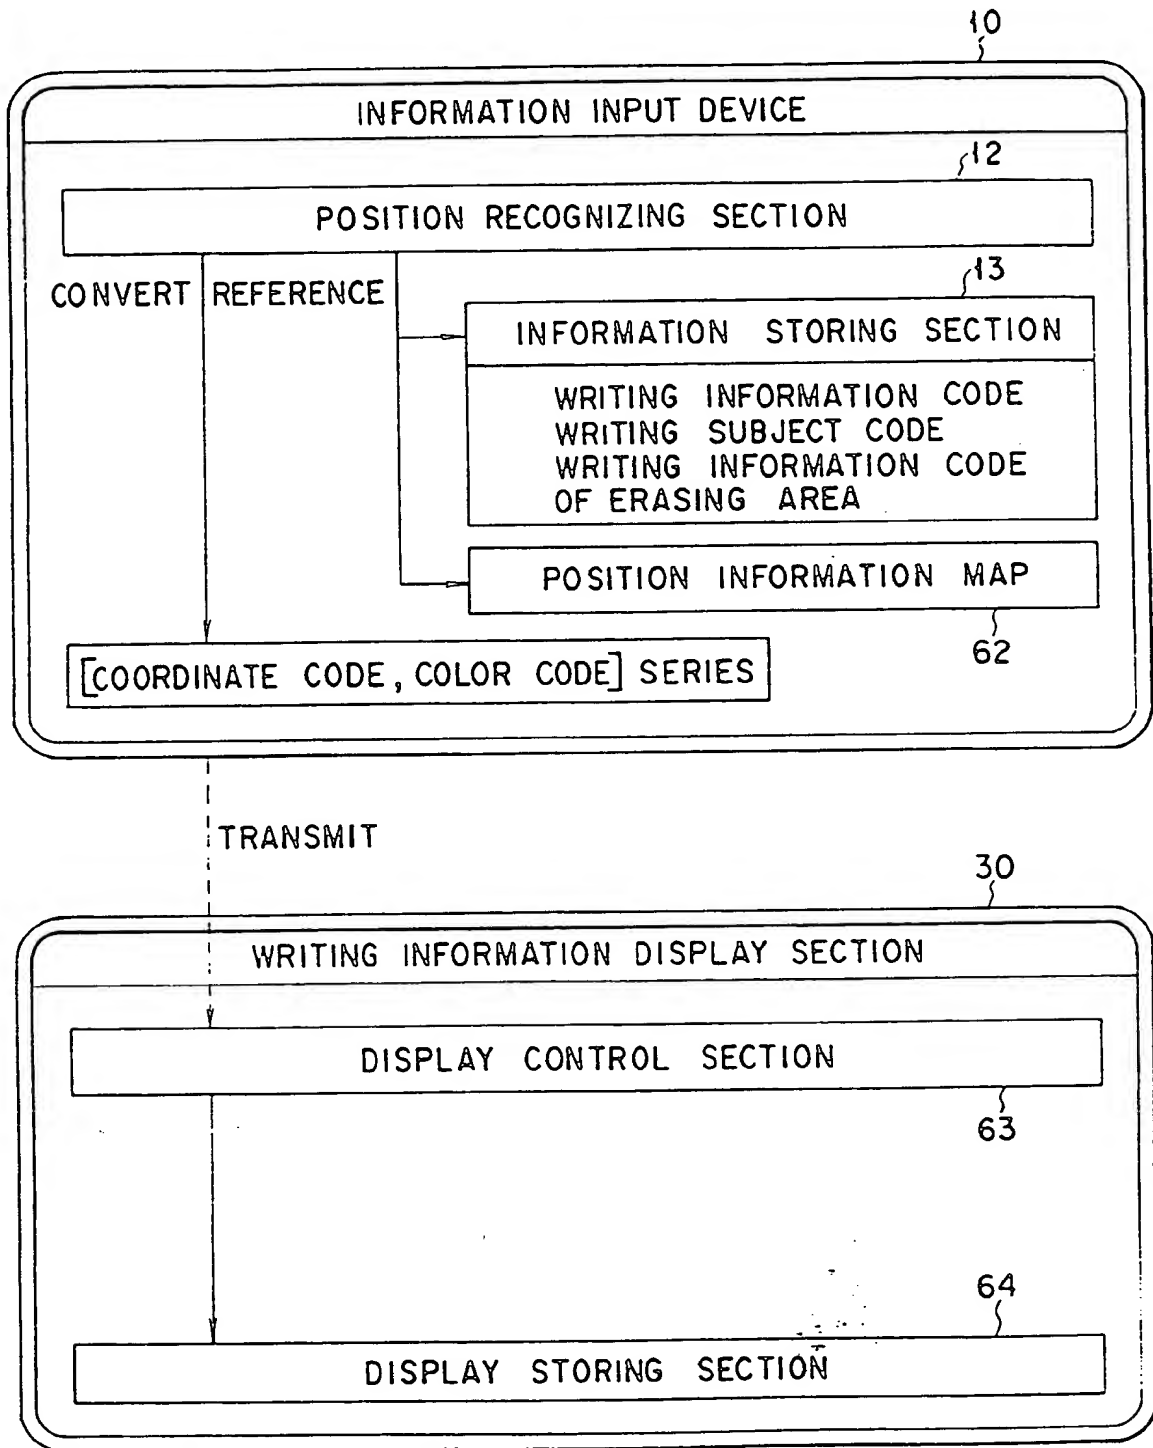 10
INFORMATION INPUT DEVICE
12
POSITION RECOGNIZING SECTION
CONVERT REFERENCE
13
INFORMATION STORING SECTION
WRITING INFORMATION CODE
WRITING SUBJECT CODE
WRITING INFORMATION CODE
OF ERASING AREA
POSITION INFORMATION MAP
62
[COORDINATE CODE, COLOR CODE] SERIES
TRANSMIT
30
WRITING INFORMATION DISPLAY SECTION
DISPLAY CONTROL SECTION
63
64
DISPLAY STORING SECTION